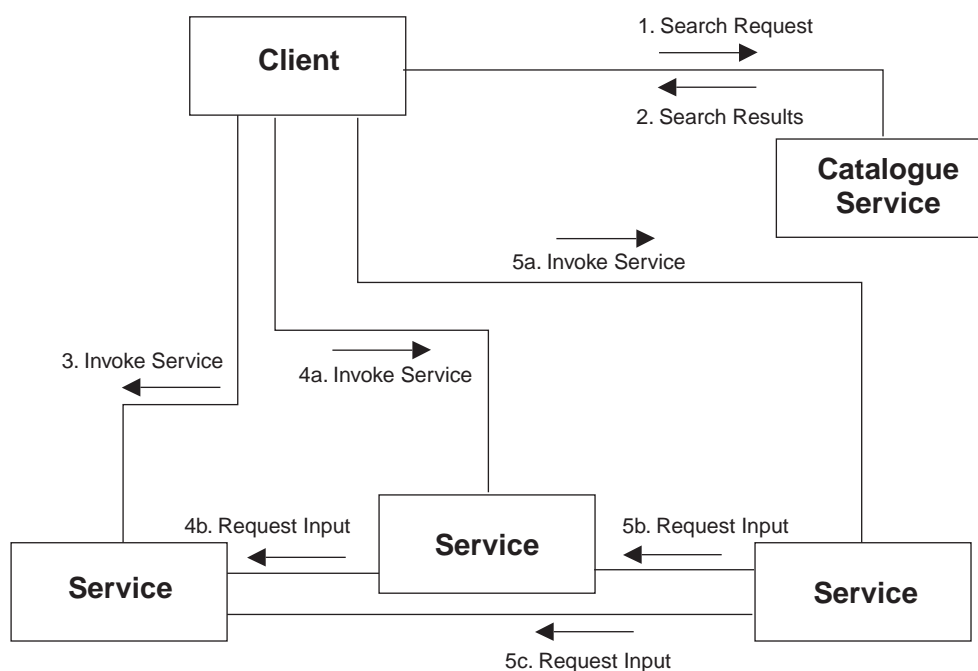 1. Search Request
Client
2. Search Results
Catalogue
Service
5a. Invoke Service
3. Invoke Service
4a. Invoke Service
4b. Request Input
5b. Request Input
Service
Service
Service
5c. Request Input